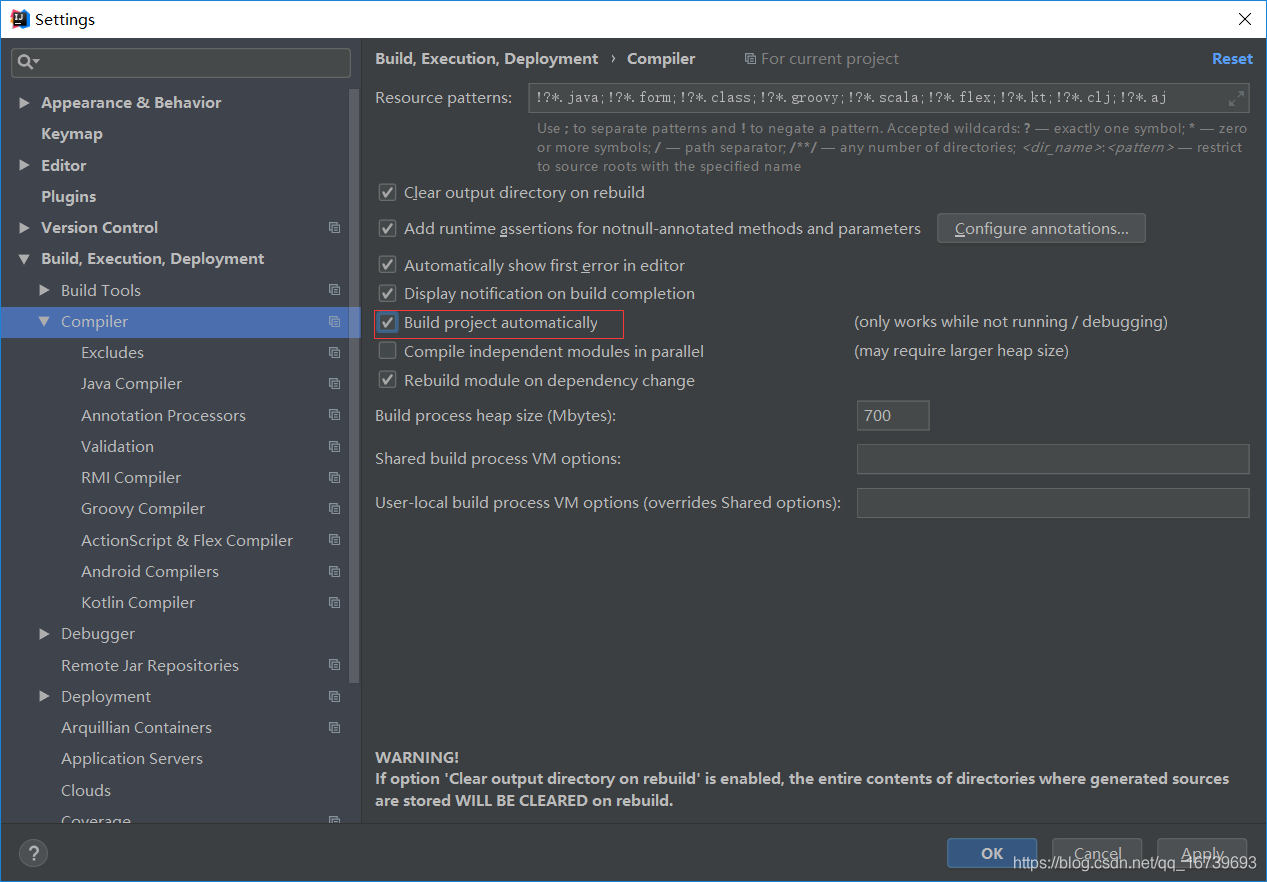 Settings
Appearance & Behavior
Keymap
Editor
Plugins
Version Control
Build, Execution, Deployment
Build Tools
Compiler
Excludes
Java Compiler
Annotation Processors
Validation
RMI Compiler
Groovy Compiler
ActionScript & Flex Compiler
Android Compilers
Kotlin Compiler
Debugger
Remote Jar Repositories
Deployment
Arquillian Containers
Application Servers
Clouds
Coverage
Build, Execution, Deployment › Compiler For current project Reset
Resource patterns: !?*.java;!?*.form;!?*.class;!?*.groovy;!?*.scala;!?*.flex;!?*.kt;!?*.clj;!?*.aj
Use ; to separate patterns and ! to negate a pattern. Accepted wildcards: ? — exactly one symbol; * — zero
or more symbols; / — path separator; /**/ — any number of directories; <dir_name>:<pattern> — restrict
to source roots with the specified name
Clear output directory on rebuild
Add runtime assertions for notnull-annotated methods and parameters Configure annotations...
Automatically show first error in editor
Display notification on build completion
Build project automatically (only works while not running / debugging)
Compile independent modules in parallel (may require larger heap size)
Rebuild module on dependency change
Build process heap size (Mbytes): 700
Shared build process VM options:
User-local build process VM options (overrides Shared options):
WARNING!
If option 'Clear output directory on rebuild' is enabled, the entire contents of directories where generated sources
are stored WILL BE CLEARED on rebuild.
? OK Cancel Apply
https://blog.csdn.net/qq_16739693